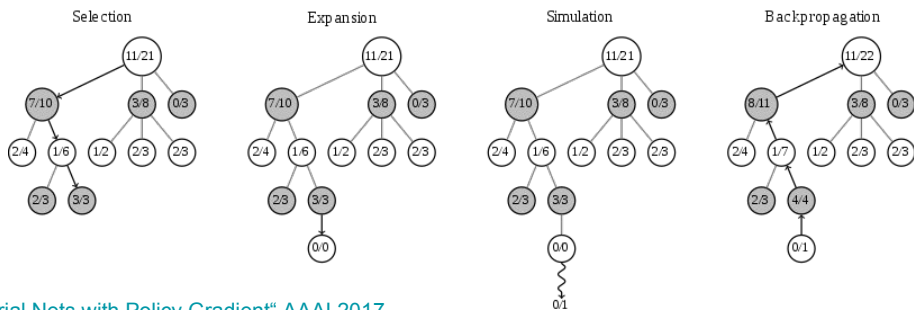 Selection Expansion Simulation Backpropagation
11/21 11/21 11/21 11/22
7/10 3/8 0/3 7/10 3/8 0/3 7/10 3/8 0/3 8/11 3/8 0/3
2/4 1/6 1/2 2/3 2/3 2/4 1/6 1/2 2/3 2/3 2/4 1/6 1/2 2/3 2/3 2/4 1/7 1/2 2/3 2/3
2/3 3/3 2/3 3/3 2/3 3/3 2/3 4/4
0/0 0/0 0/1
0/1
rial Nets with Policy Gradient“ AAAI 2017